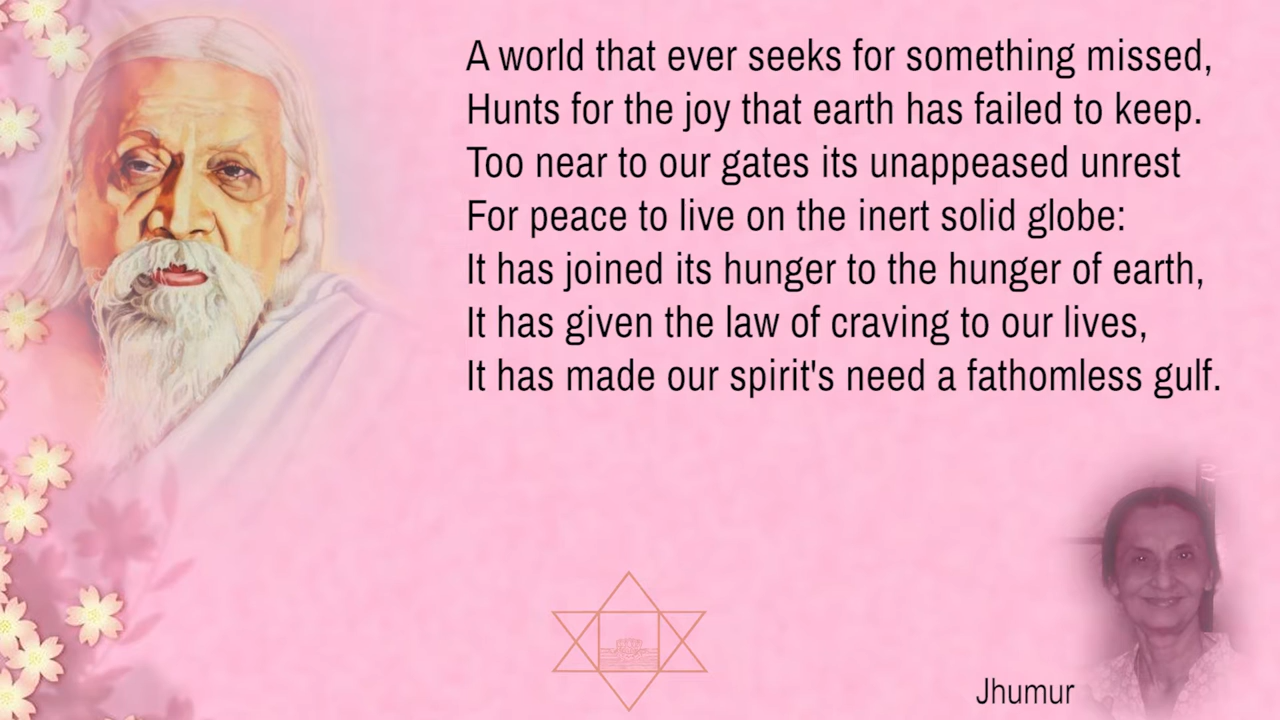 A world that ever seeks for something missed,
Hunts for the joy that earth has failed to keep.
Too near to our gates its unappeased unrest
For peace to live on the inert solid globe:
It has joined its hunger to the hunger of earth,
It has given the law of craving to our lives,
It has made our spirit's need a fathomless gulf.
Jhumur